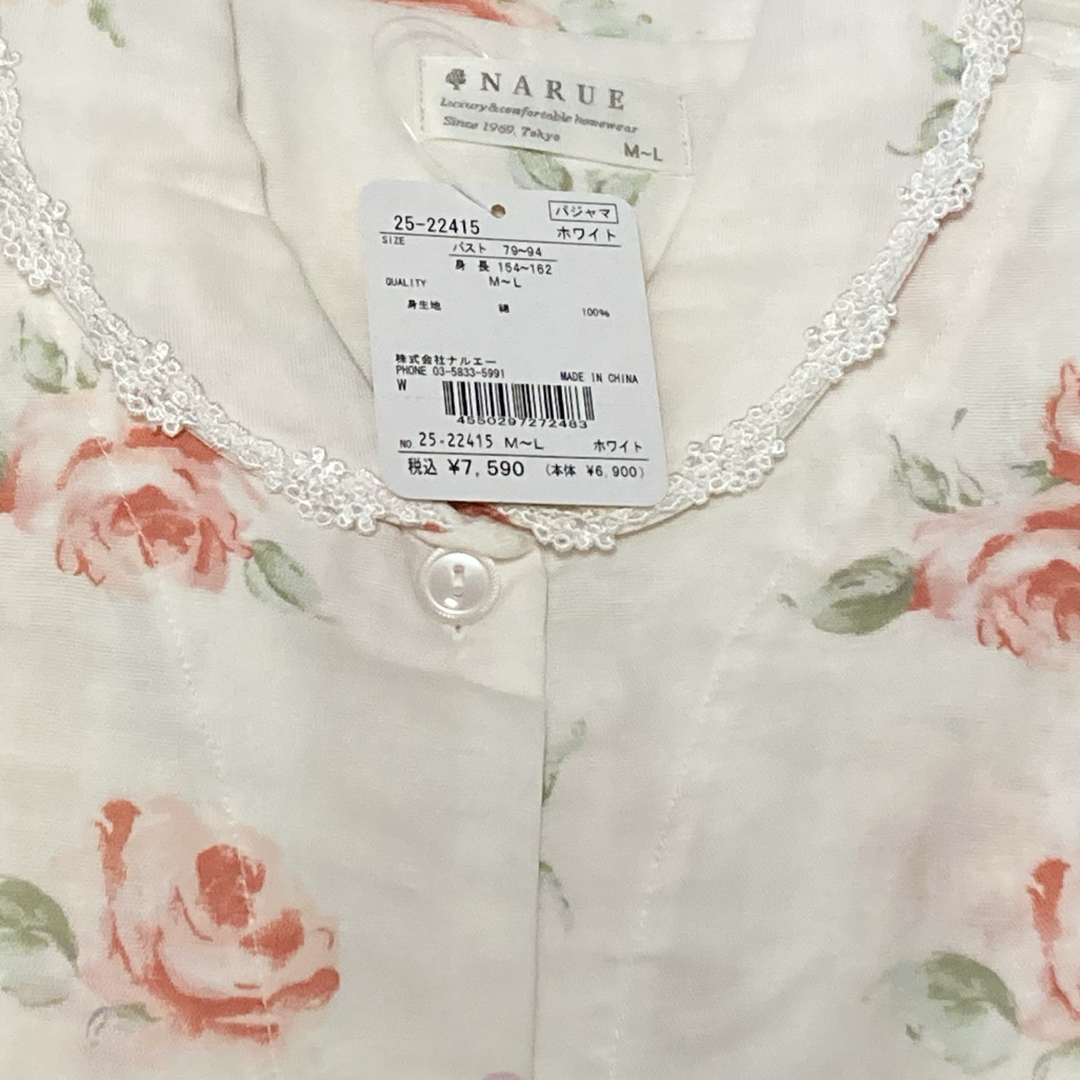 NARUE
Luxury&comfortable homewear
Since 1969, Tokyo
M~L
パジャマ
25-22415 ホワイト
SIZE
バスト 79~94
身 長 154~162
QUALITY M~L
身生地 綿 100%
株式会社ナルエー
PHONE 03-5833-5991 MADE IN CHINA
W
4550297272483
NO. 25-22415 M~L ホワイト
税込 ¥7,590 (本体 ¥6,900)